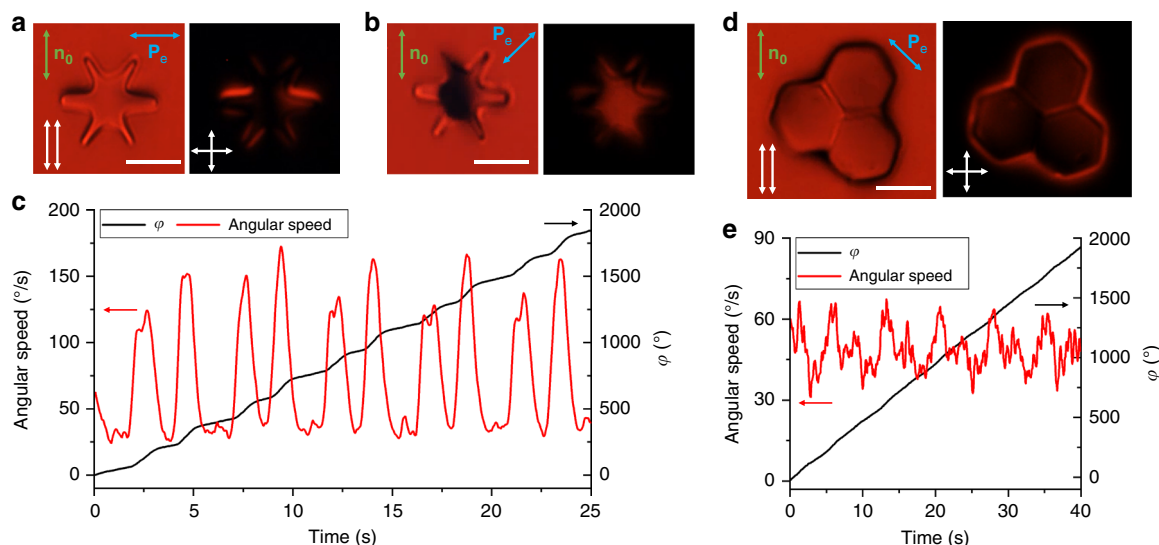 a
n₀
Pₑ
b
n₀
Pₑ
d
n₀
Pₑ
c
φ
Angular speed
Angular speed (°/s)
200
150
100
50
0
2000
1500
1000
500
0
φ (°)
0
5
10
15
20
25
Time (s)
e
φ
Angular speed
Angular speed (°/s)
90
60
30
0
2000
1500
1000
500
0
φ (°)
0
10
20
30
40
Time (s)